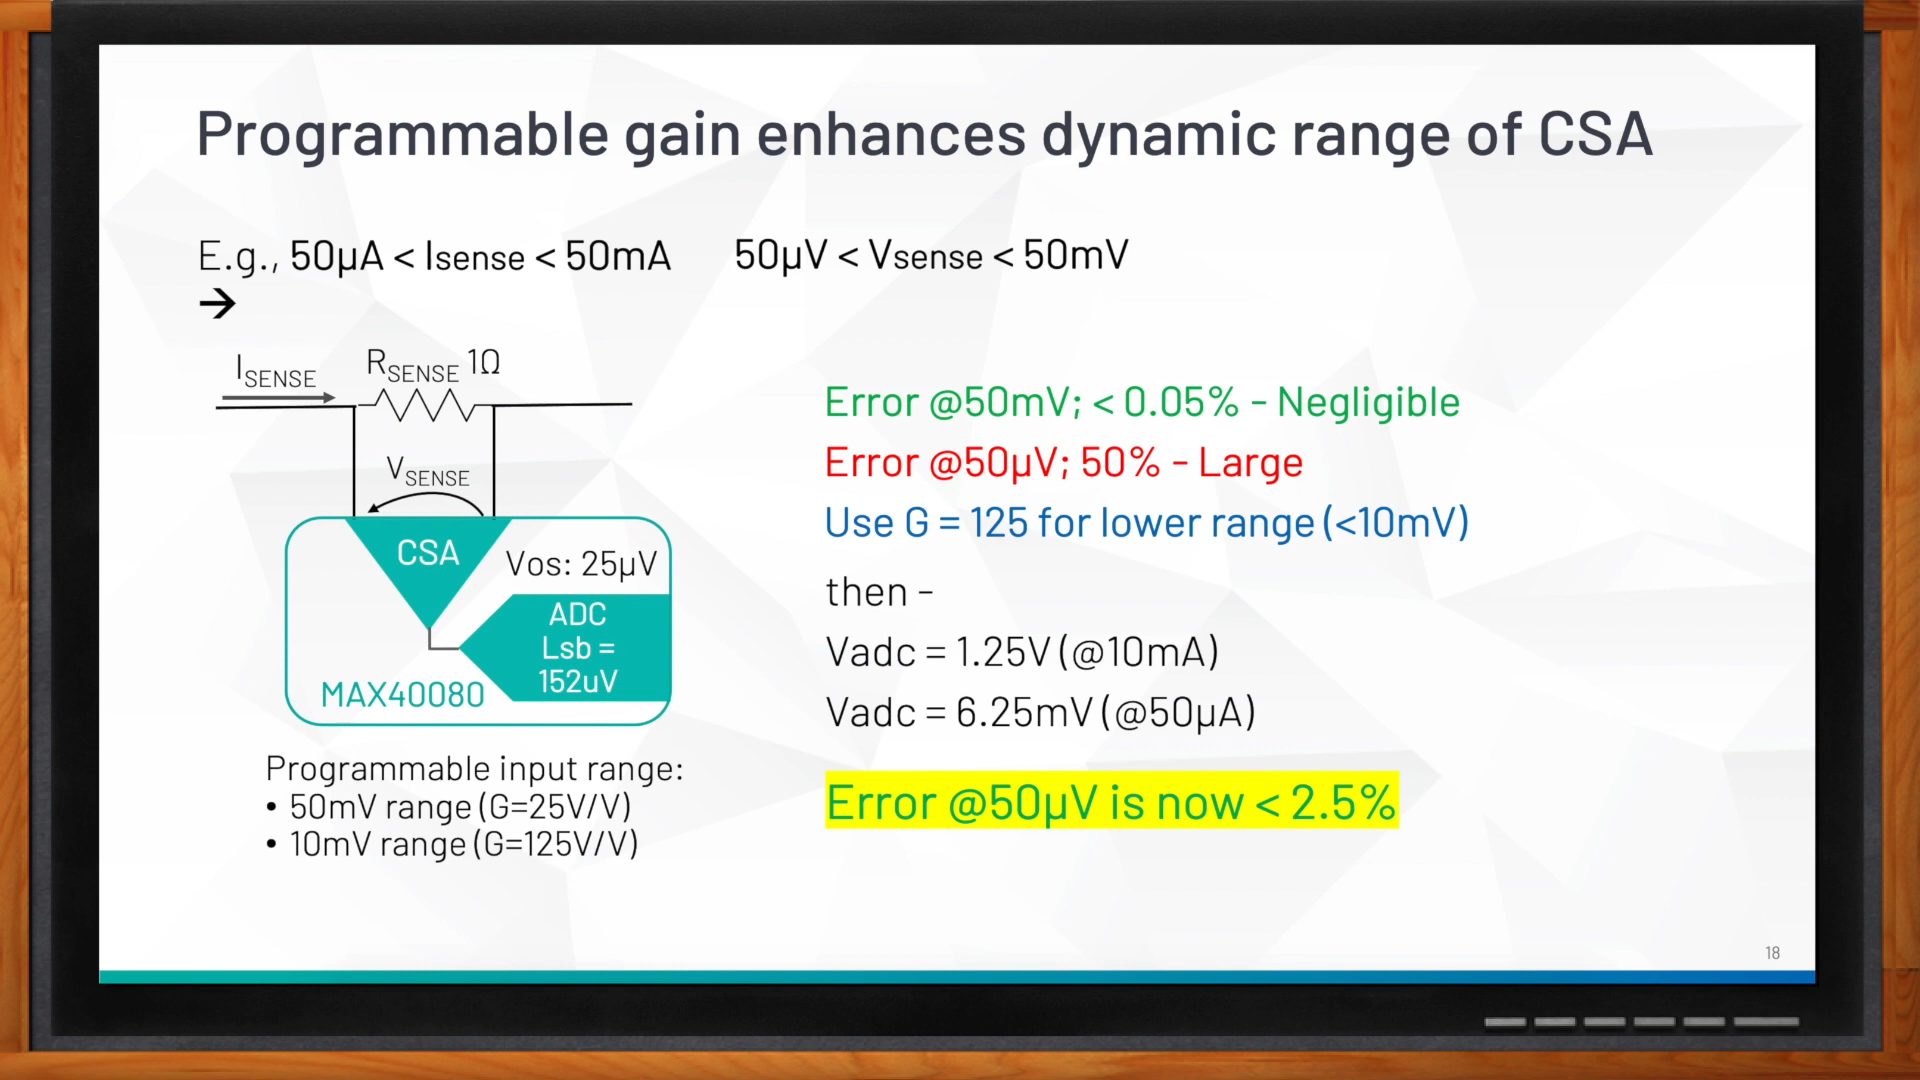 Programmable gain enhances dynamic range of CSA
E.g., 50µA < Isense < 50mA 50µV < Vsense < 50mV
→
ISENSE
RSENSE 1Ω
VSENSE
CSA
Vos: 25µV
ADC
Lsb =
152uV
MAX40080
Programmable input range:
• 50mV range (G=25V/V)
• 10mV range (G=125V/V)
Error @50mV; < 0.05% - Negligible
Error @50µV; 50% - Large
Use G = 125 for lower range (<10mV)
then -
Vadc = 1.25V (@10mA)
Vadc = 6.25mV (@50µA)
Error @50µV is now < 2.5%
18